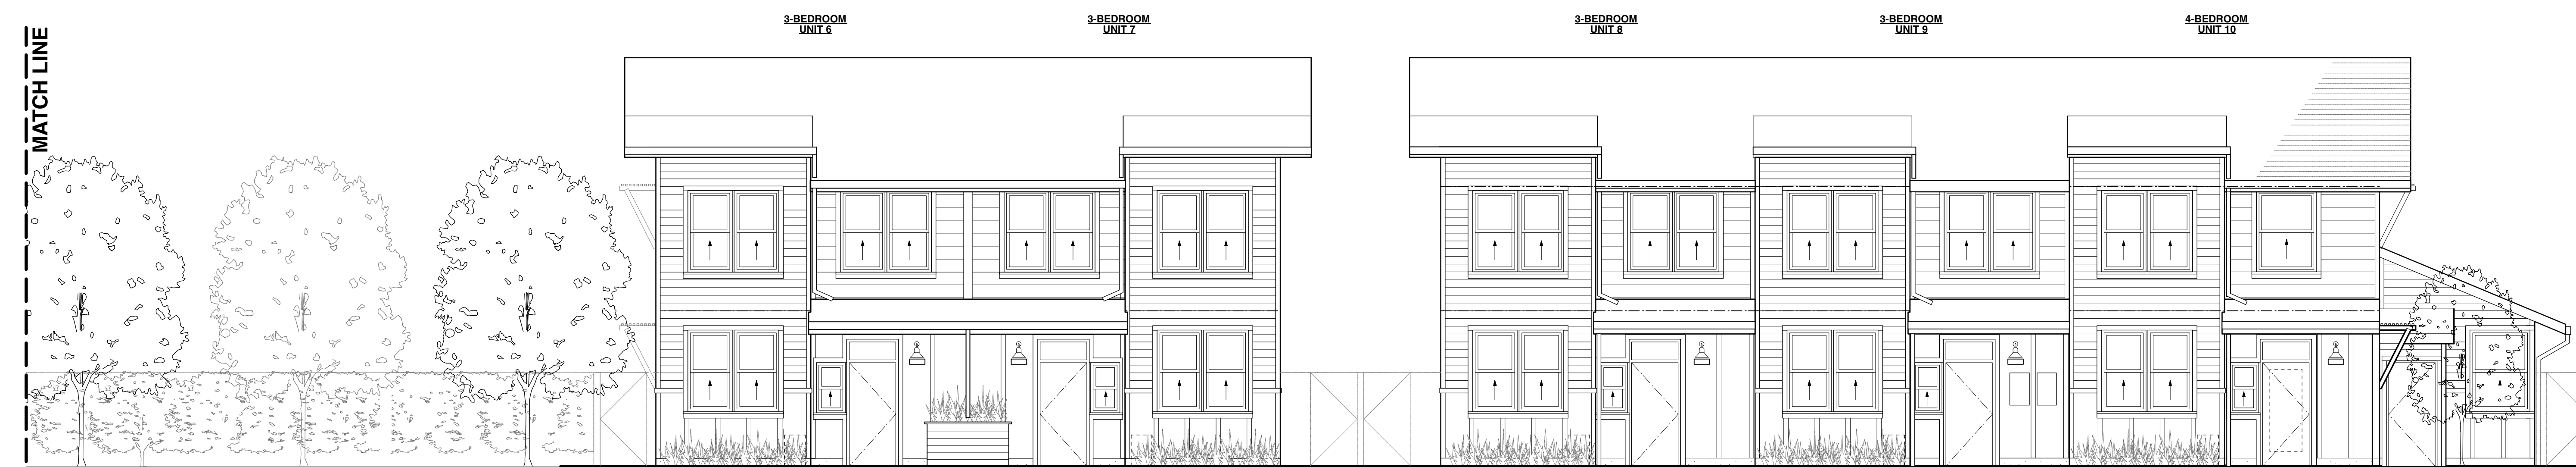 MATCH LINE
3-BEDROOM
UNIT 6
3-BEDROOM
UNIT 7
3-BEDROOM
UNIT 8
3-BEDROOM
UNIT 9
4-BEDROOM
UNIT 10